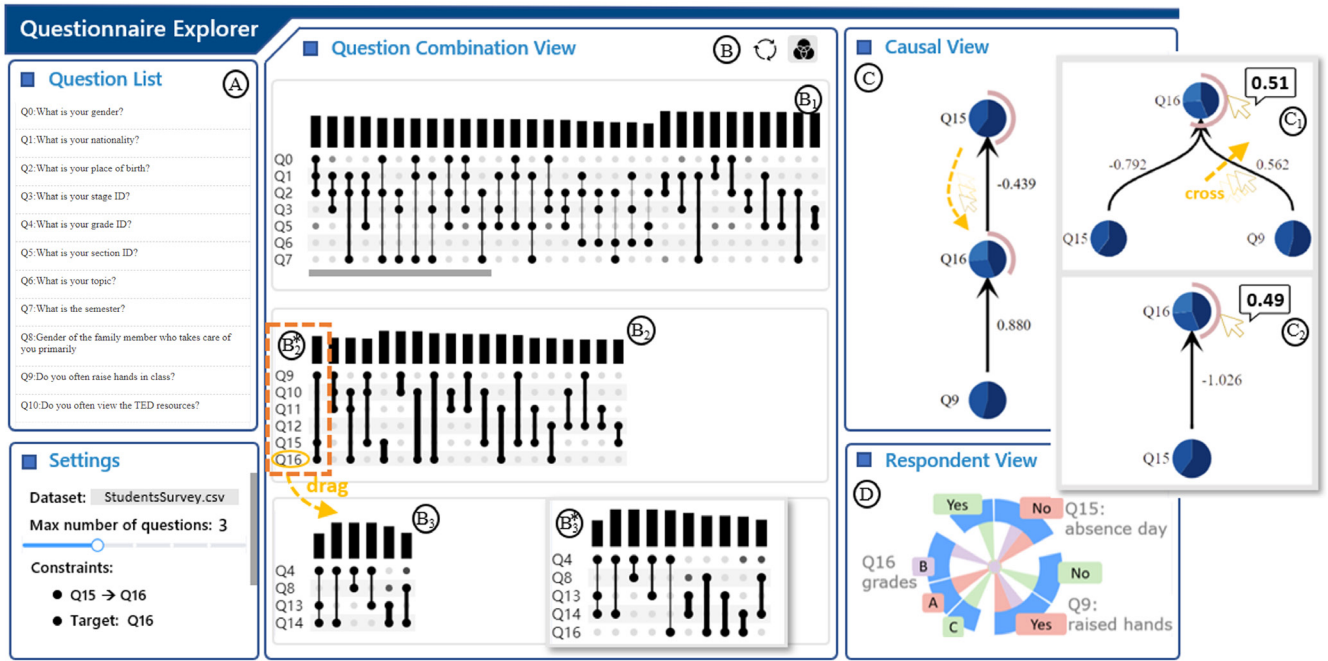 Questionnaire Explorer
Question List
A
Q0:What is your gender?
Q1:What is your nationality?
Q2:What is your place of birth?
Q3:What is your stage ID?
Q4:What is your grade ID?
Q5:What is your section ID?
Q6:What is your topic?
Q7:What is the semester?
Q8:Gender of the family member who takes care of
you primarily
Q9:Do you often raise hands in class?
Q10:Do you often view the TED resources?
Settings
Dataset: StudentsSurvey.csv
Max number of questions: 3
Constraints:
Q15 → Q16
Target: Q16
Question Combination View
B
B1
Q0
Q1
Q2
Q3
Q5
Q6
Q7
B2*
B2
Q9
Q10
Q11
Q12
Q15
Q16
drag
B3
Q4
Q8
Q13
Q14
B3*
Q4
Q8
Q13
Q14
Q16
Causal View
C
Q15
-0.439
Q16
0.880
Q9
0.51
Q16
C1
-0.792
0.562
cross
Q15
Q9
0.49
Q16
C2
-1.026
Q15
Respondent View
D
Yes
No
Q15:
absence day
Q16
grades
B
A
C
No
Q9:
raised hands
Yes